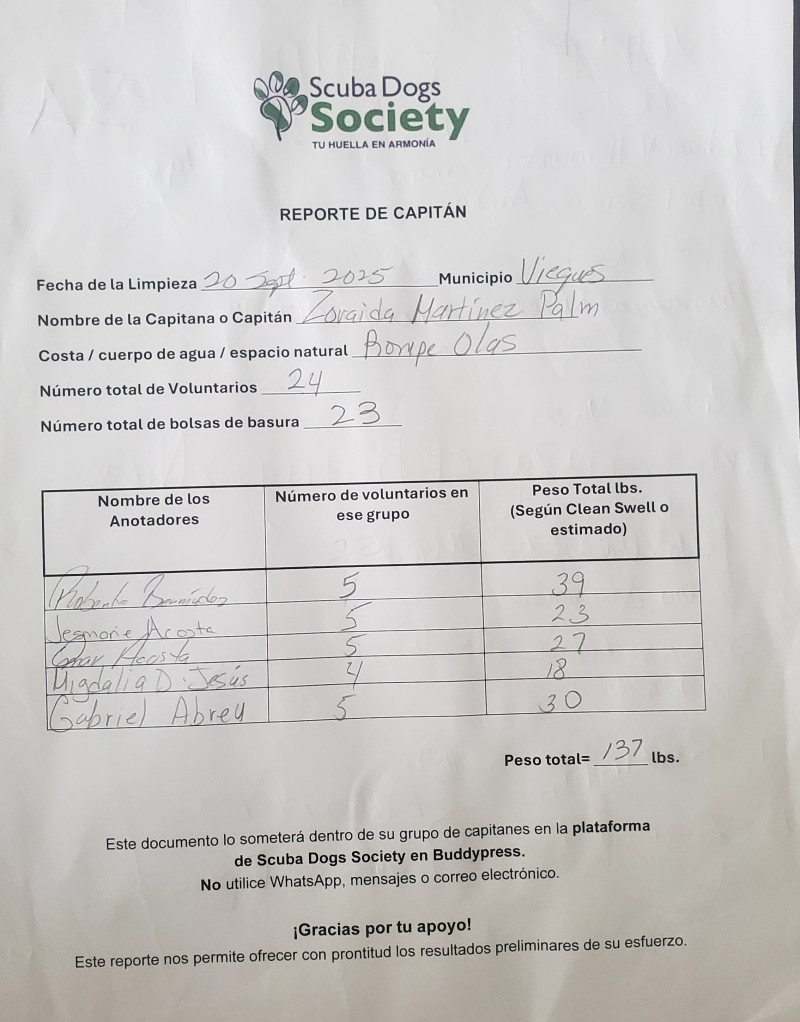 Scuba Dogs
Society
TU HUELLA EN ARMONÍA
REPORTE DE CAPITÁN
Fecha de la Limpieza 20 Sept. 2025 Municipio Vieques
Nombre de la Capitana o Capitán Zoraida Martínez Palm
Costa / cuerpo de agua / espacio natural Rompe Olas
Número total de Voluntarios 24
Número total de bolsas de basura 23
Nombre de los Anotadores Número de voluntarios en ese grupo Peso Total lbs. (Según Clean Swell o estimado)
Roberto 5 39
Jesmarie Acosta 5 23
Omar Acosta 5 27
Migdalia D. Jesús 4 18
Gabriel Abreu 5 30
Peso total= 137 lbs.
Este documento lo someterá dentro de su grupo de capitanes en la plataforma
de Scuba Dogs Society en Buddypress.
No utilice WhatsApp, mensajes o correo electrónico.
¡Gracias por tu apoyo!
Este reporte nos permite ofrecer con prontitud los resultados preliminares de su esfuerzo.